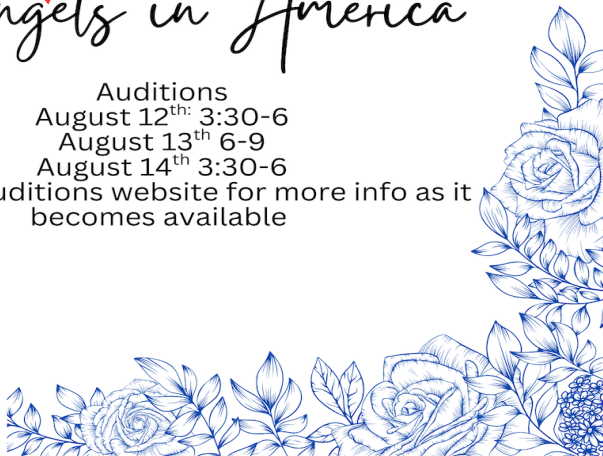 ngels in America
Auditions
August 12th: 3:30-6
August 13th 6-9
August 14th 3:30-6
uditions website for more info as it
becomes available